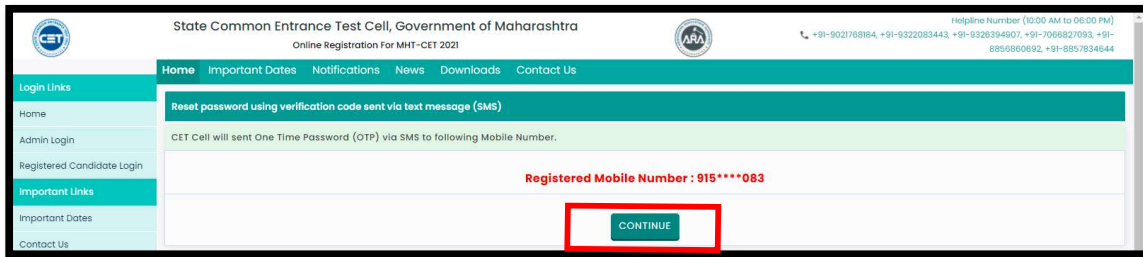 CET
State Common Entrance Test Cell, Government of Maharashtra
Online Registration For MHT-CET 2021
ARA
Helpline Number (10:00 AM to 06:00 PM)
+91-9021768184, +91-9322083443, +91-9326394907, +91-7066827093, +91-
8856860692, +91-8857834644
Home Important Dates Notifications News Downloads Contact Us
Login Links
Home
Admin Login
Registered Candidate Login
Important Links
Important Dates
Contact Us
Reset password using verification code sent via text message (SMS)
CET Cell will sent One Time Password (OTP) via SMS to following Mobile Number.
Registered Mobile Number : 915****083
CONTINUE